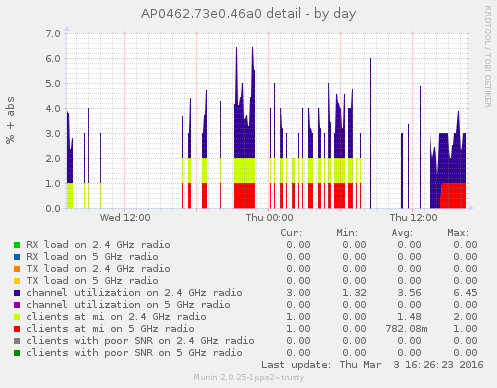 AP0462.73e0.46a0 detail - by day
RRDTOOL / TOBI OETIKER
% + abs
7.0
6.0
5.0
4.0
3.0
2.0
1.0
0.0
Wed 12:00 Thu 00:00 Thu 12:00
Cur: Min: Avg: Max:
RX load on 2.4 GHz radio 0.00 0.00 0.00 0.00
RX load on 5 GHz radio 0.00 0.00 0.00 0.00
TX load on 2.4 GHz radio 0.00 0.00 0.00 0.00
TX load on 5 GHz radio 0.00 0.00 0.00 0.00
channel utilization on 2.4 GHz radio 3.00 1.32 3.56 6.45
channel utilization on 5 GHz radio 0.00 0.00 0.00 0.00
clients at mi on 2.4 GHz radio 1.00 0.00 1.48 2.00
clients at mi on 5 GHz radio 1.00 0.00 782.08m 1.00
clients with poor SNR on 2.4 GHz radio 0.00 0.00 0.00 0.00
clients with poor SNR on 5 GHz radio 0.00 0.00 0.00 0.00
Last update: Thu Mar 3 16:26:23 2016
Munin 2.0.25-1ppa2~trusty